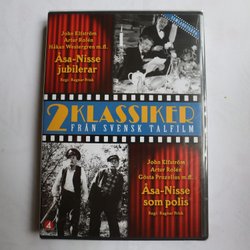 John Elfström
Artur Rolén
Håkan Westergren m.fl.
Åsa-Nisse
jubilerar
Regi: Ragnar Frisk
2 KLASSIKER
FRÅN SVENSK TALFILM
John Elfström
Artur Rolén
Gösta Prüzelius m.fl.
Åsa-Nisse
som polis
Regi: Ragnar Frisk
4